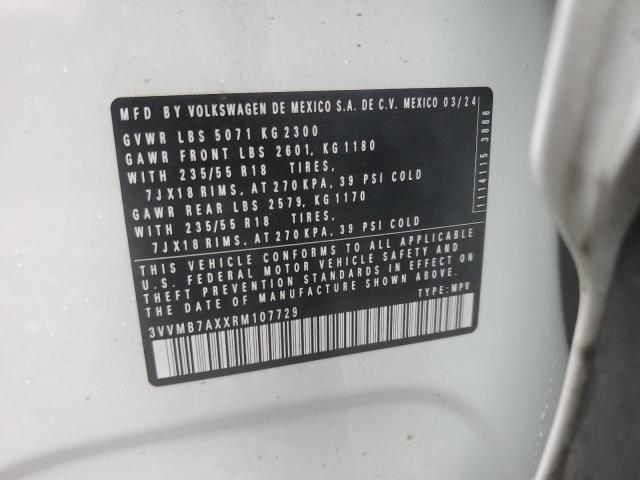 MFD BY VOLKSWAGEN DE MEXICO S.A. DE C.V. MEXICO 03/24
GVWR LBS 5071 KG 2300
GAWR FRONT LBS 2601, KG 1180
WITH 235/55 R18 TIRES,
7JX18 RIMS, AT 270 KPA, 39 PSI COLD
GAWR REAR LBS 2579, KG 1170
WITH 235/55 R18 TIRES,
7JX18 RIMS, AT 270 KPA, 39 PSI COLD
THIS VEHICLE CONFORMS TO ALL APPLICABLE
U.S. FEDERAL MOTOR VEHICLE SAFETY AND
THEFT PREVENTION STANDARDS IN EFFECT ON
THE DATE OF MANUFACTURE SHOWN ABOVE.
3VVMB7AXXRM107729 TYPE: MPV
1114115 3886